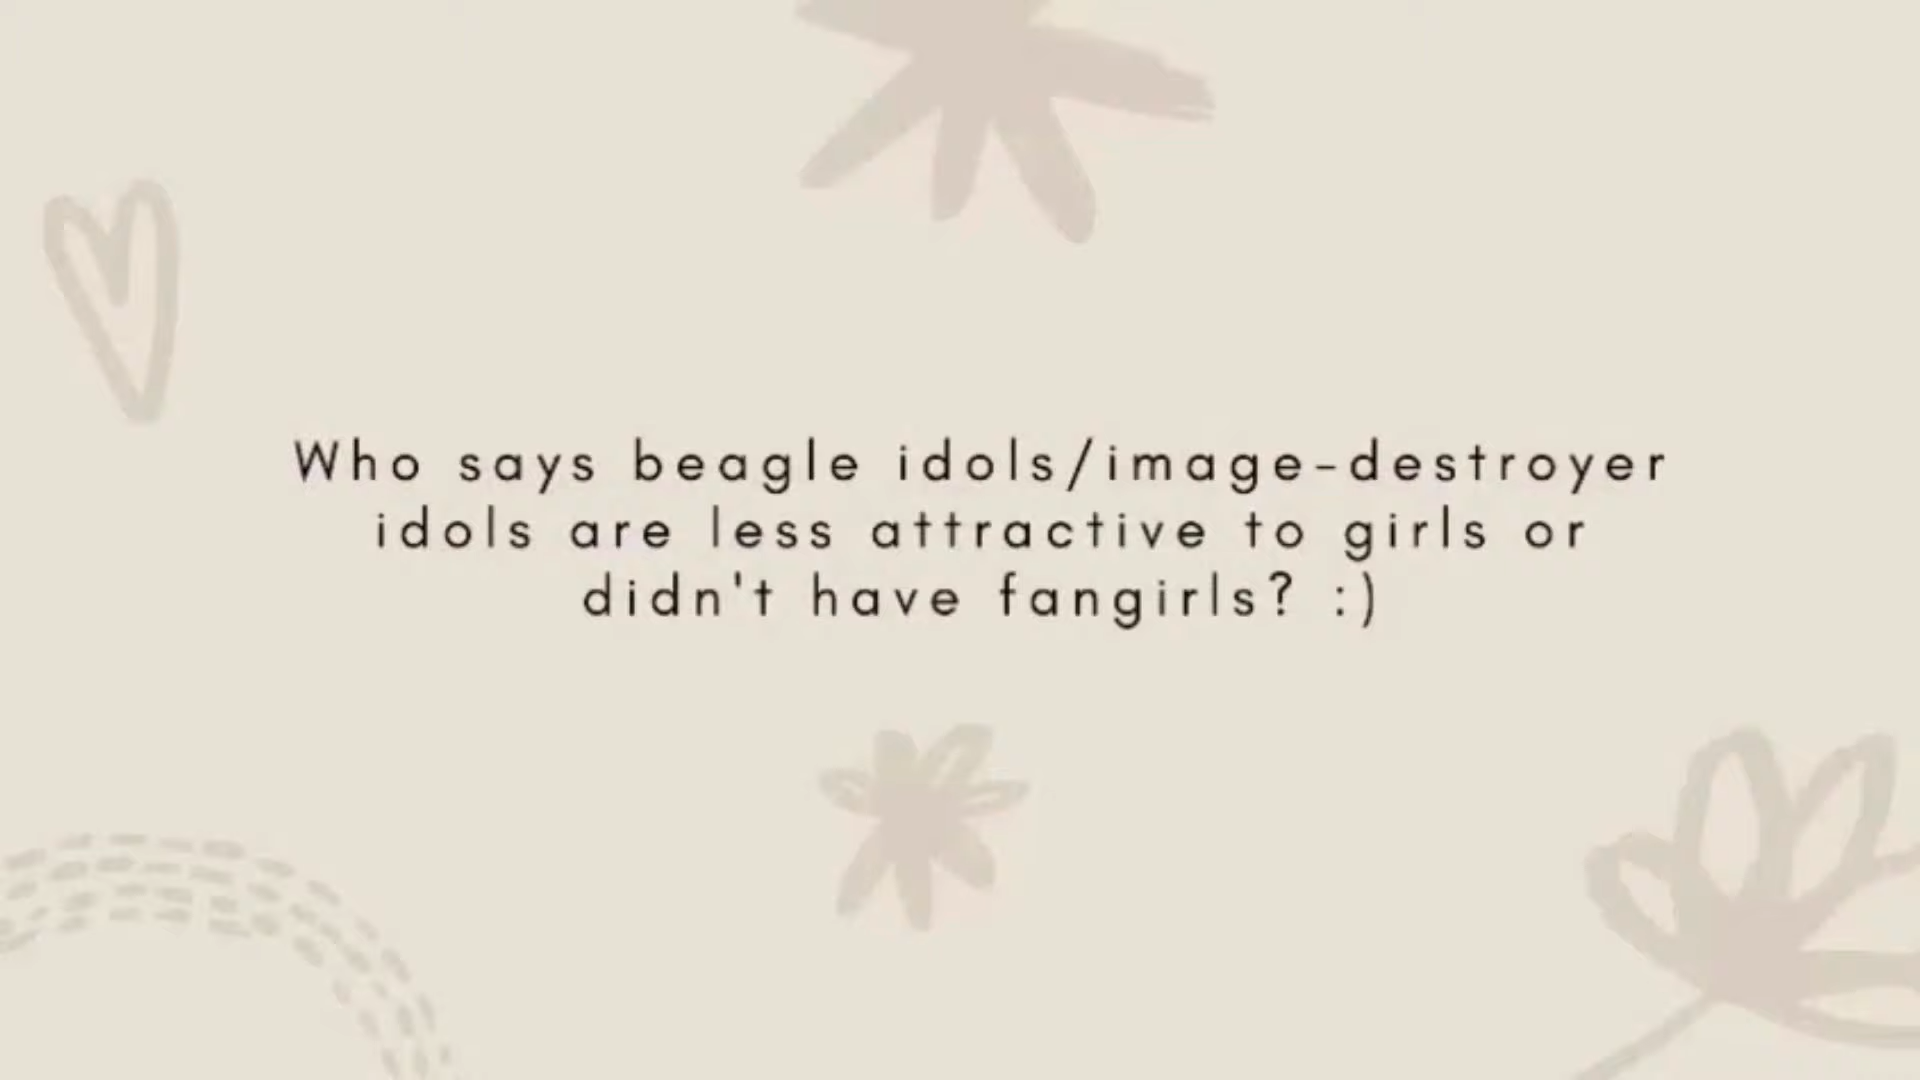 Who says beagle idols/image-destroyer
idols are less attractive to girls or
didn't have fangirls? :)